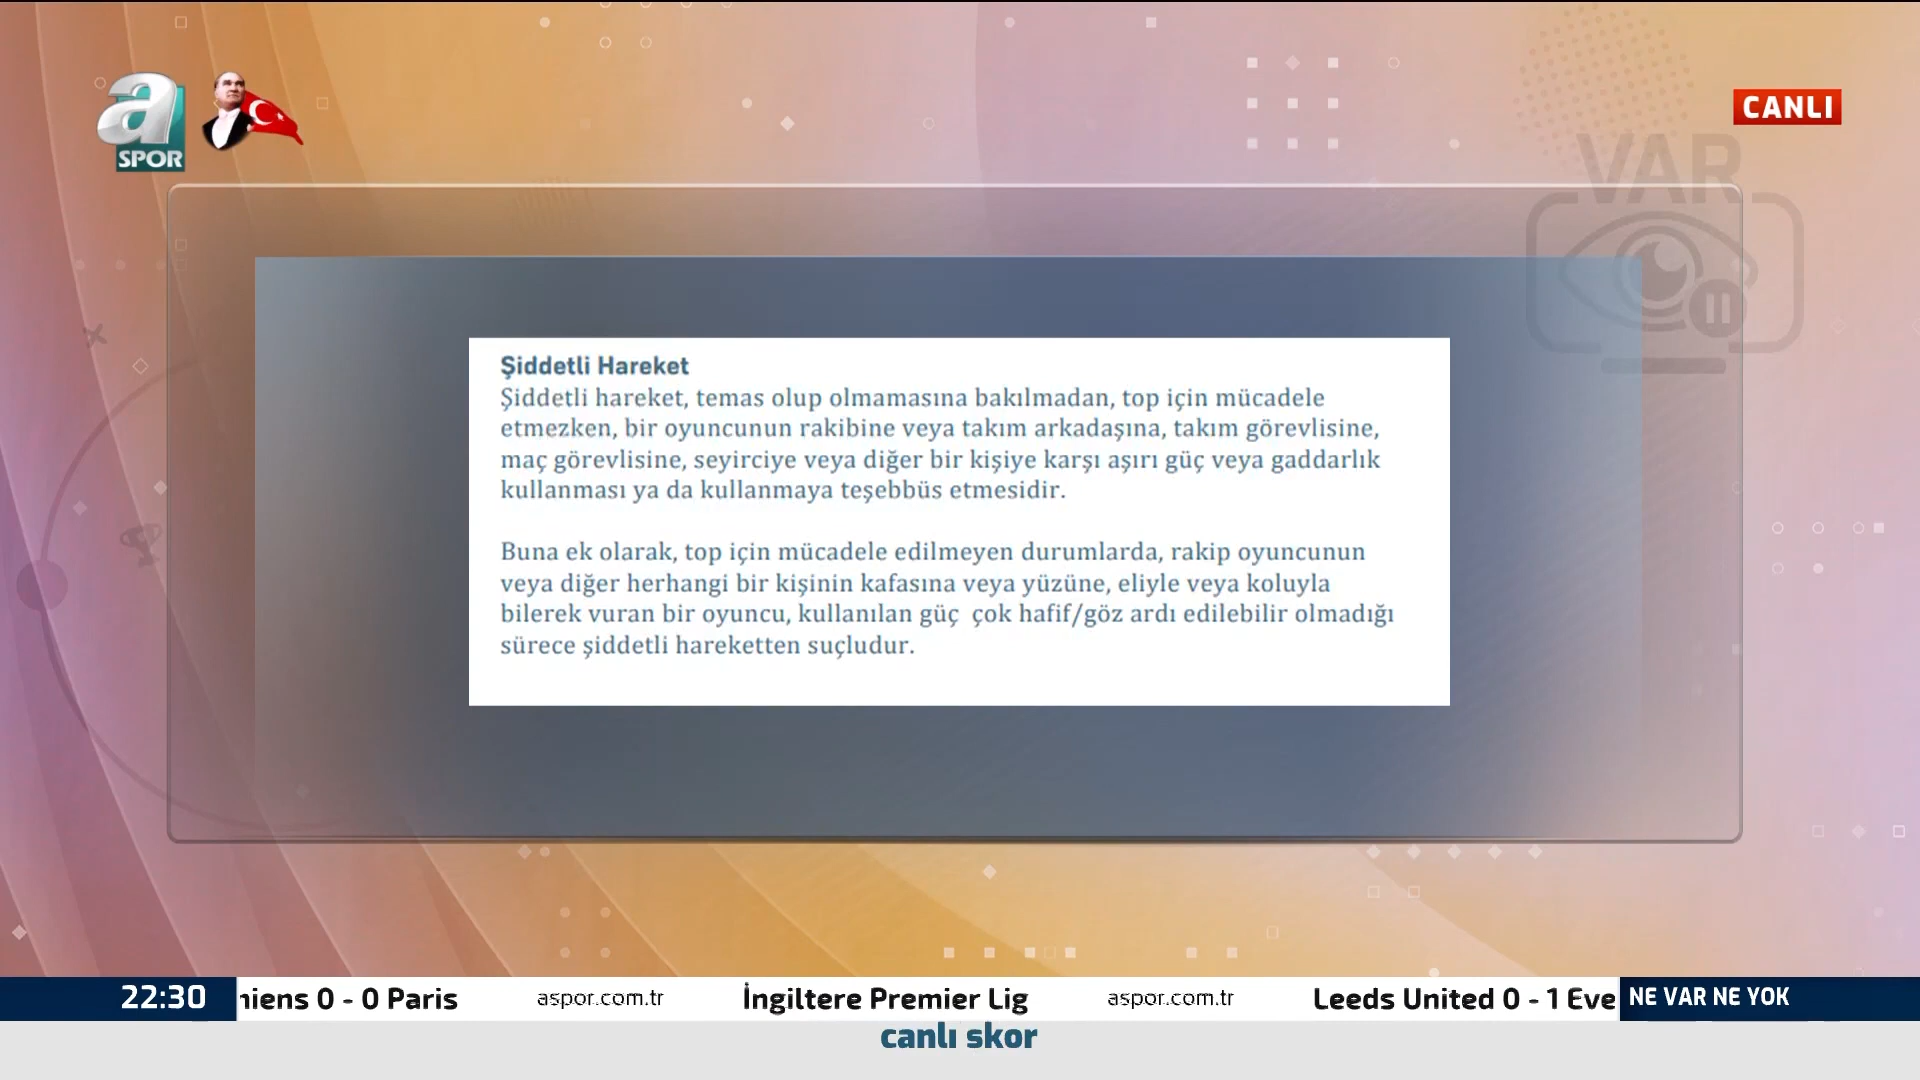 a
SPOR
CANLI
VAR
Şiddetli Hareket
Şiddetli hareket, temas olup olmamasına bakılmadan, top için mücadele
etmezken, bir oyuncunun rakibine veya takım arkadaşına, takım görevlisine,
maç görevlisine, seyirciye veya diğer bir kişiye karşı aşırı güç veya gaddarlık
kullanması ya da kullanmaya teşebbüs etmesidir.
Buna ek olarak, top için mücadele edilmeyen durumlarda, rakip oyuncunun
veya diğer herhangi bir kişinin kafasına veya yüzüne, eliyle veya koluyla
bilerek vuran bir oyuncu, kullanılan güç çok hafif/göz ardı edilebilir olmadığı
sürece şiddetli hareketten suçludur.
22:30 niens 0 - 0 Paris aspor.com.tr İngiltere Premier Lig aspor.com.tr Leeds United 0 - 1 Eve NE VAR NE YOK
canlı skor